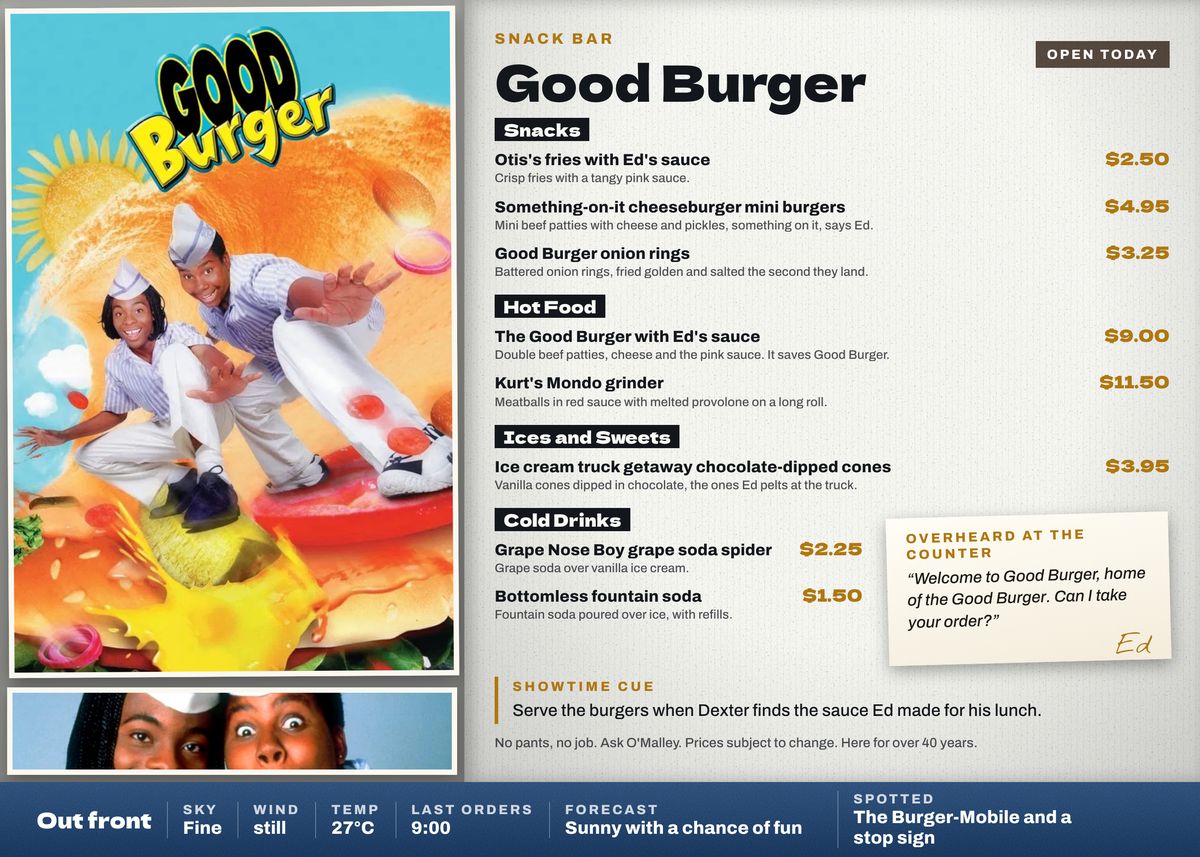 GOOD
Burger
SNACK BAR
OPEN TODAY
Good Burger
Snacks
Otis's fries with Ed's sauce $2.50
Crisp fries with a tangy pink sauce.
Something-on-it cheeseburger mini burgers $4.95
Mini beef patties with cheese and pickles, something on it, says Ed.
Good Burger onion rings $3.25
Battered onion rings, fried golden and salted the second they land.
Hot Food
The Good Burger with Ed's sauce $9.00
Double beef patties, cheese and the pink sauce. It saves Good Burger.
Kurt's Mondo grinder $11.50
Meatballs in red sauce with melted provolone on a long roll.
Ices and Sweets
Ice cream truck getaway chocolate-dipped cones $3.95
Vanilla cones dipped in chocolate, the ones Ed pelts at the truck.
Cold Drinks
Grape Nose Boy grape soda spider $2.25
Grape soda over vanilla ice cream.
Bottomless fountain soda $1.50
Fountain soda poured over ice, with refills.
OVERHEARD AT THE
COUNTER
“Welcome to Good Burger, home
of the Good Burger. Can I take
your order?”
Ed
SHOWTIME CUE
Serve the burgers when Dexter finds the sauce Ed made for his lunch.
No pants, no job. Ask O'Malley. Prices subject to change. Here for over 40 years.
Out front
SKY
Fine
WIND
still
TEMP
27°C
LAST ORDERS
9:00
FORECAST
Sunny with a chance of fun
SPOTTED
The Burger-Mobile and a
stop sign